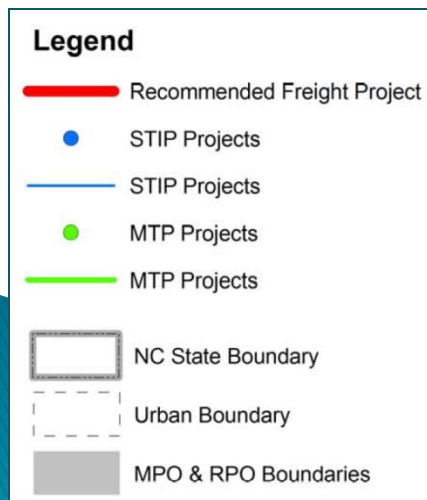 Legend
Recommended Freight Project
STIP Projects
STIP Projects
MTP Projects
MTP Projects
NC State Boundary
Urban Boundary
MPO & RPO Boundaries